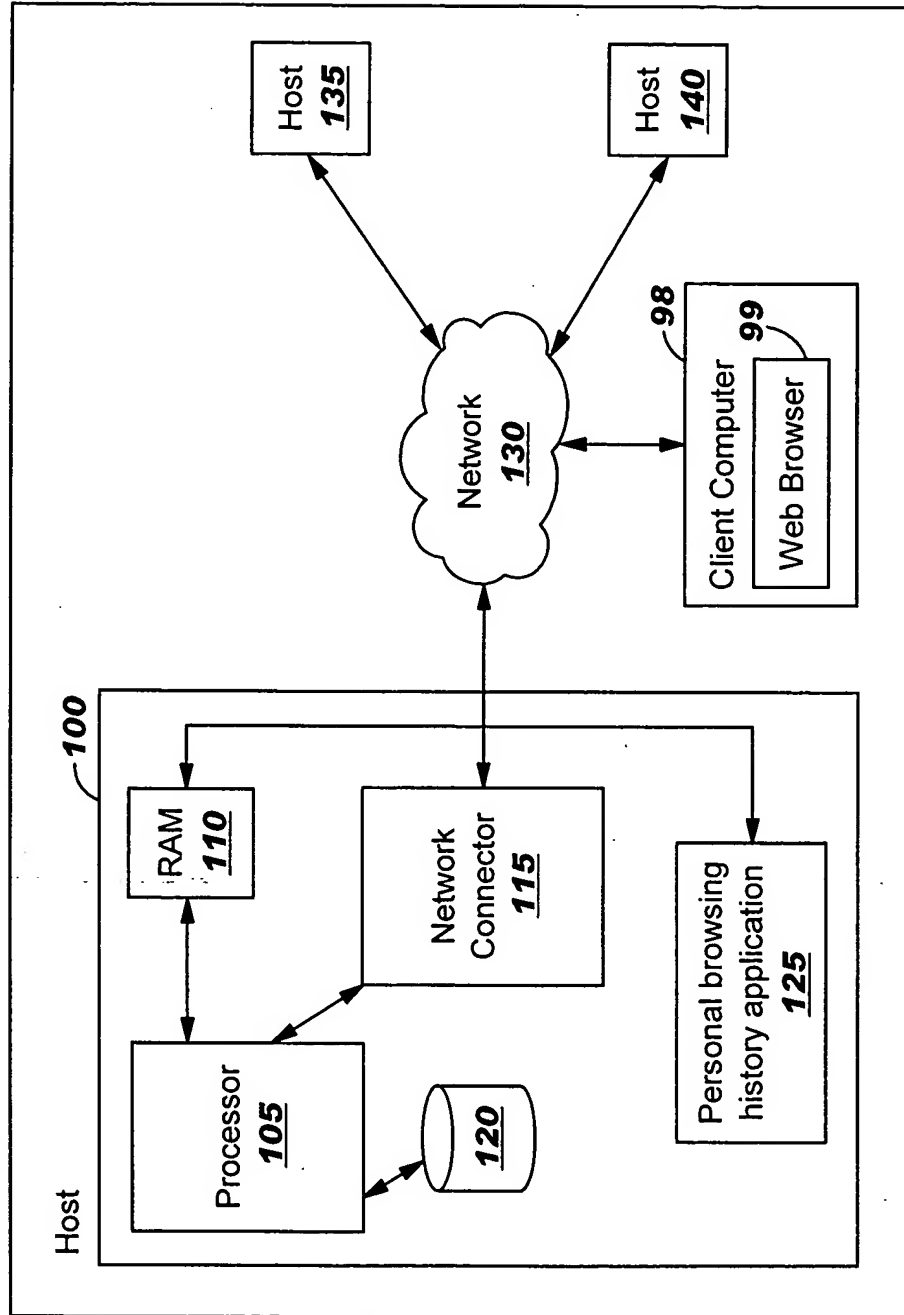 Host
100
Processor
105
RAM
110
120
Network
Connector
115
Personal browsing
history application
125
Network
130
Host
135
Host
140
Client Computer
98
Web Browser
99